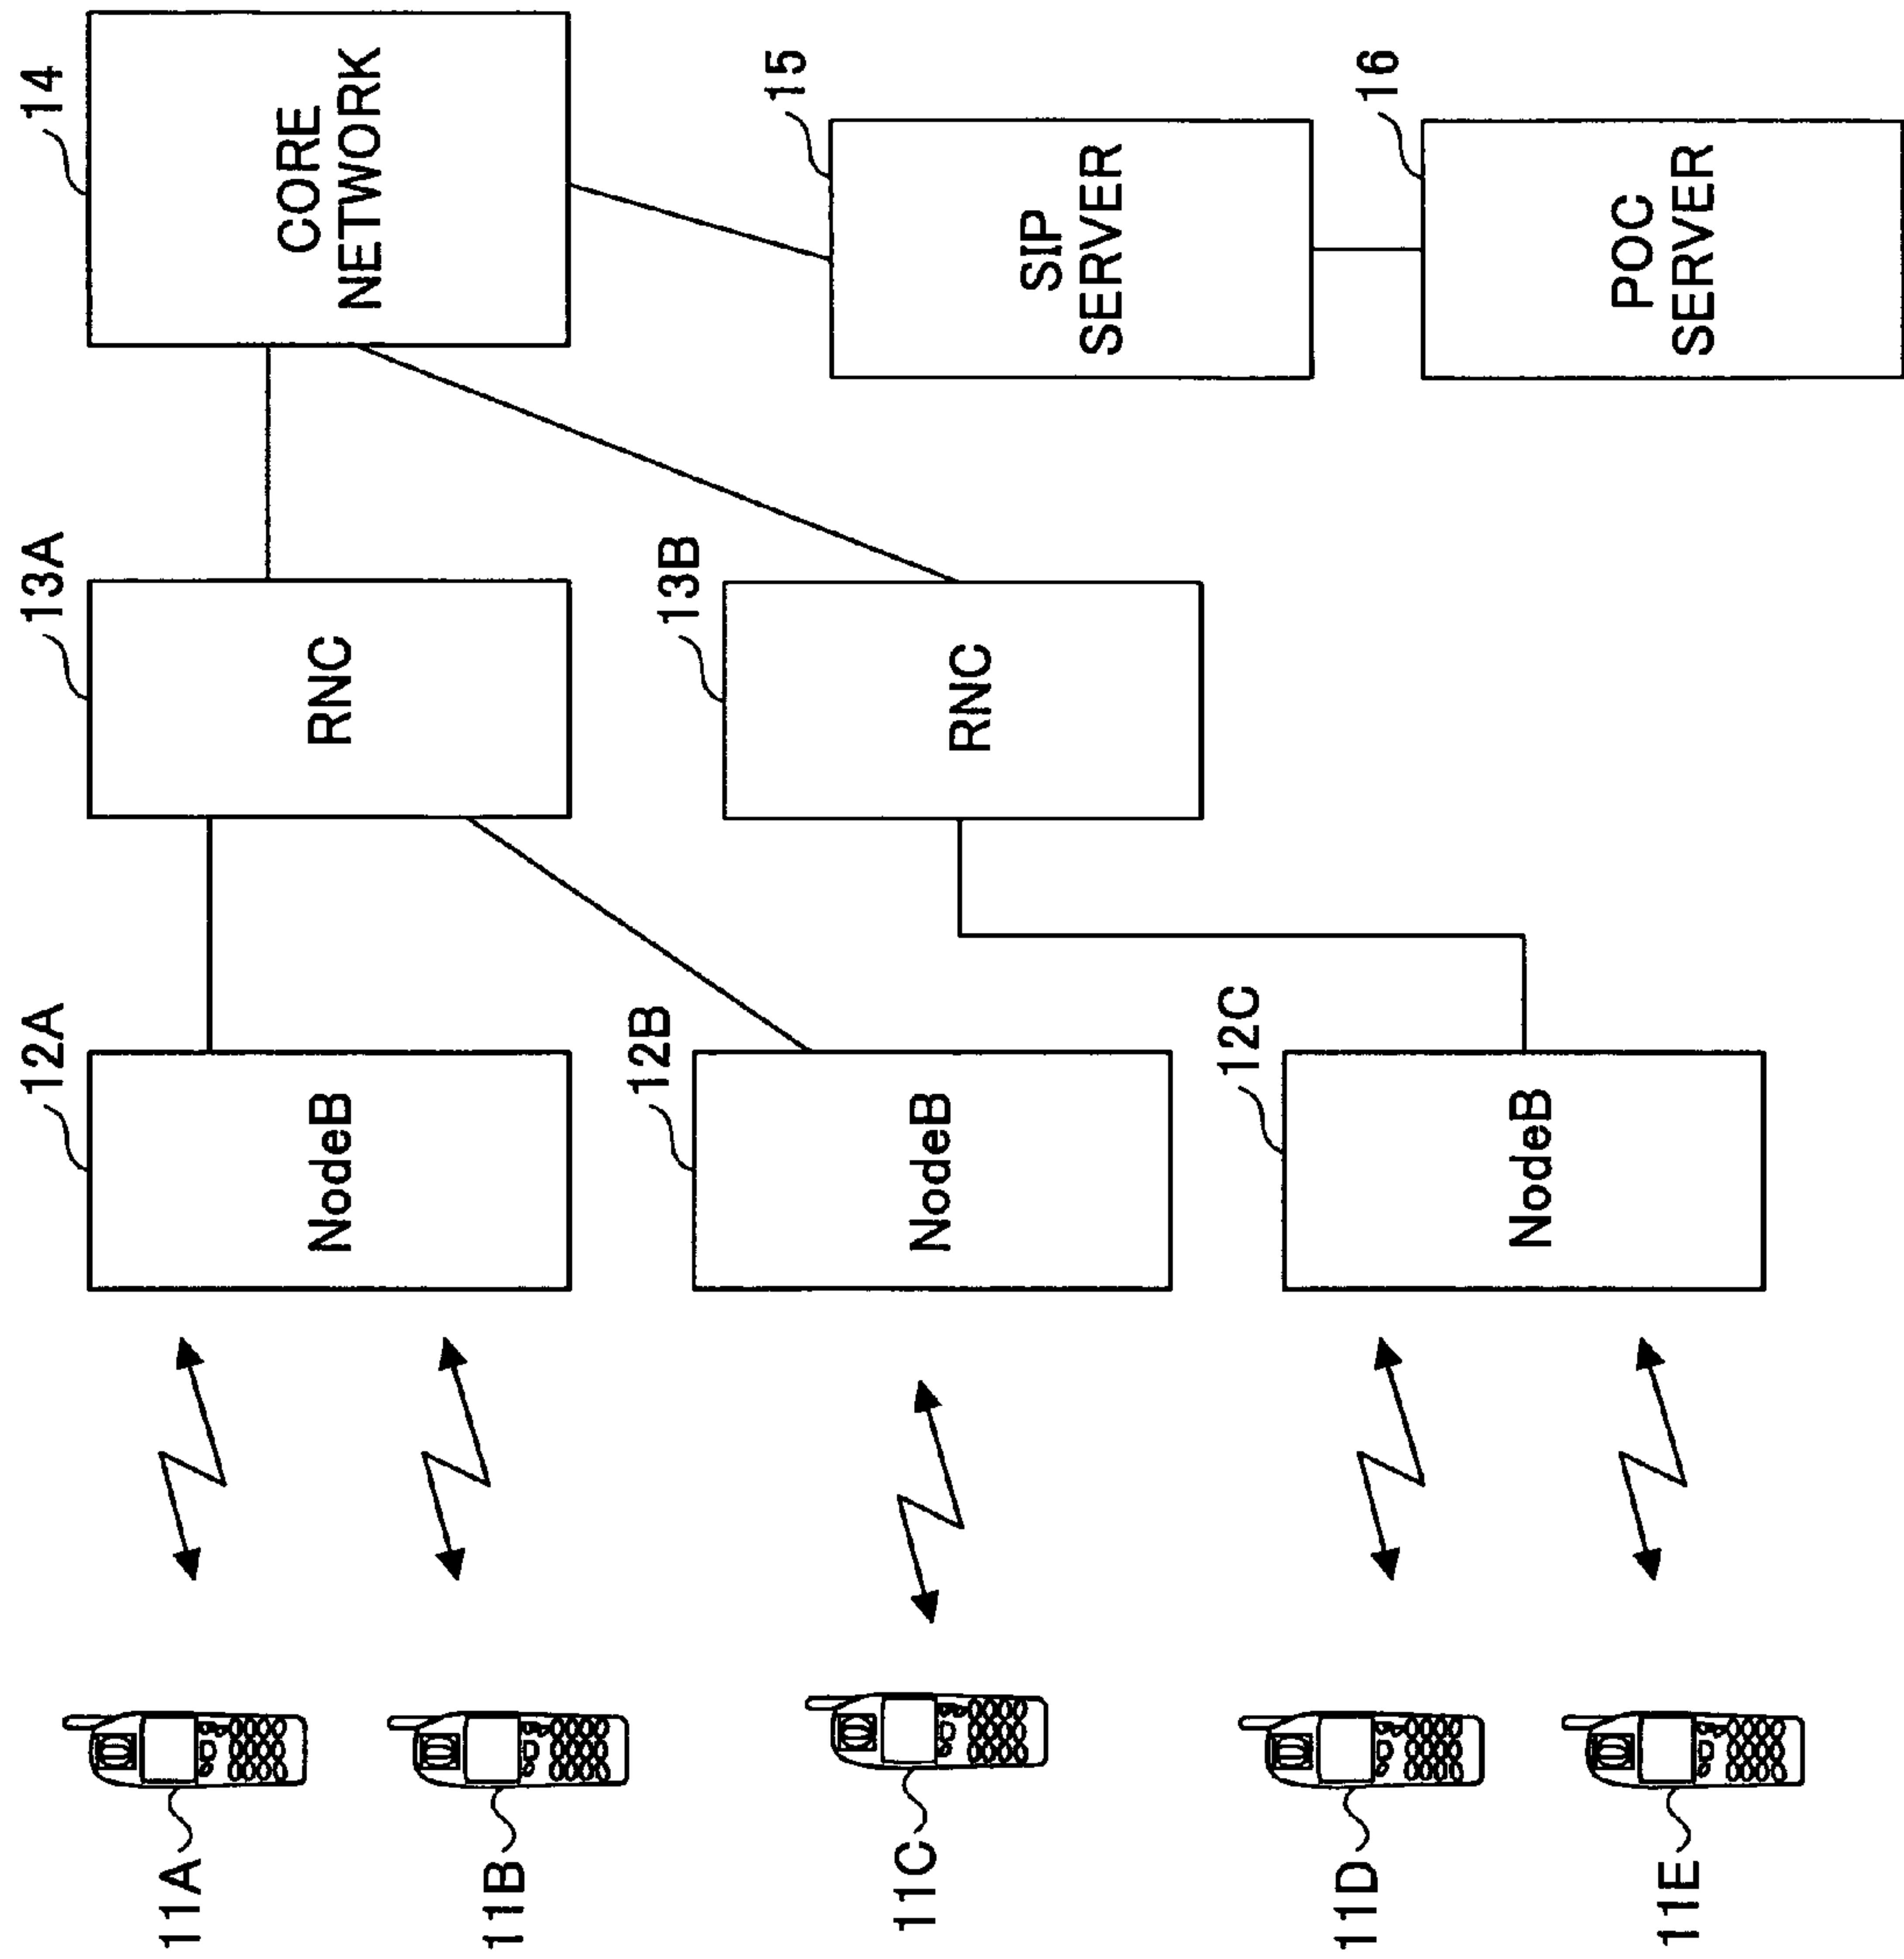 14
CORE
NETWORK
15
SIP
SERVER
16
POC
SERVER
13A
RNC
13B
RNC
12A
NodeB
12B
NodeB
12C
NodeB
11A
11B
11C
11D
11E